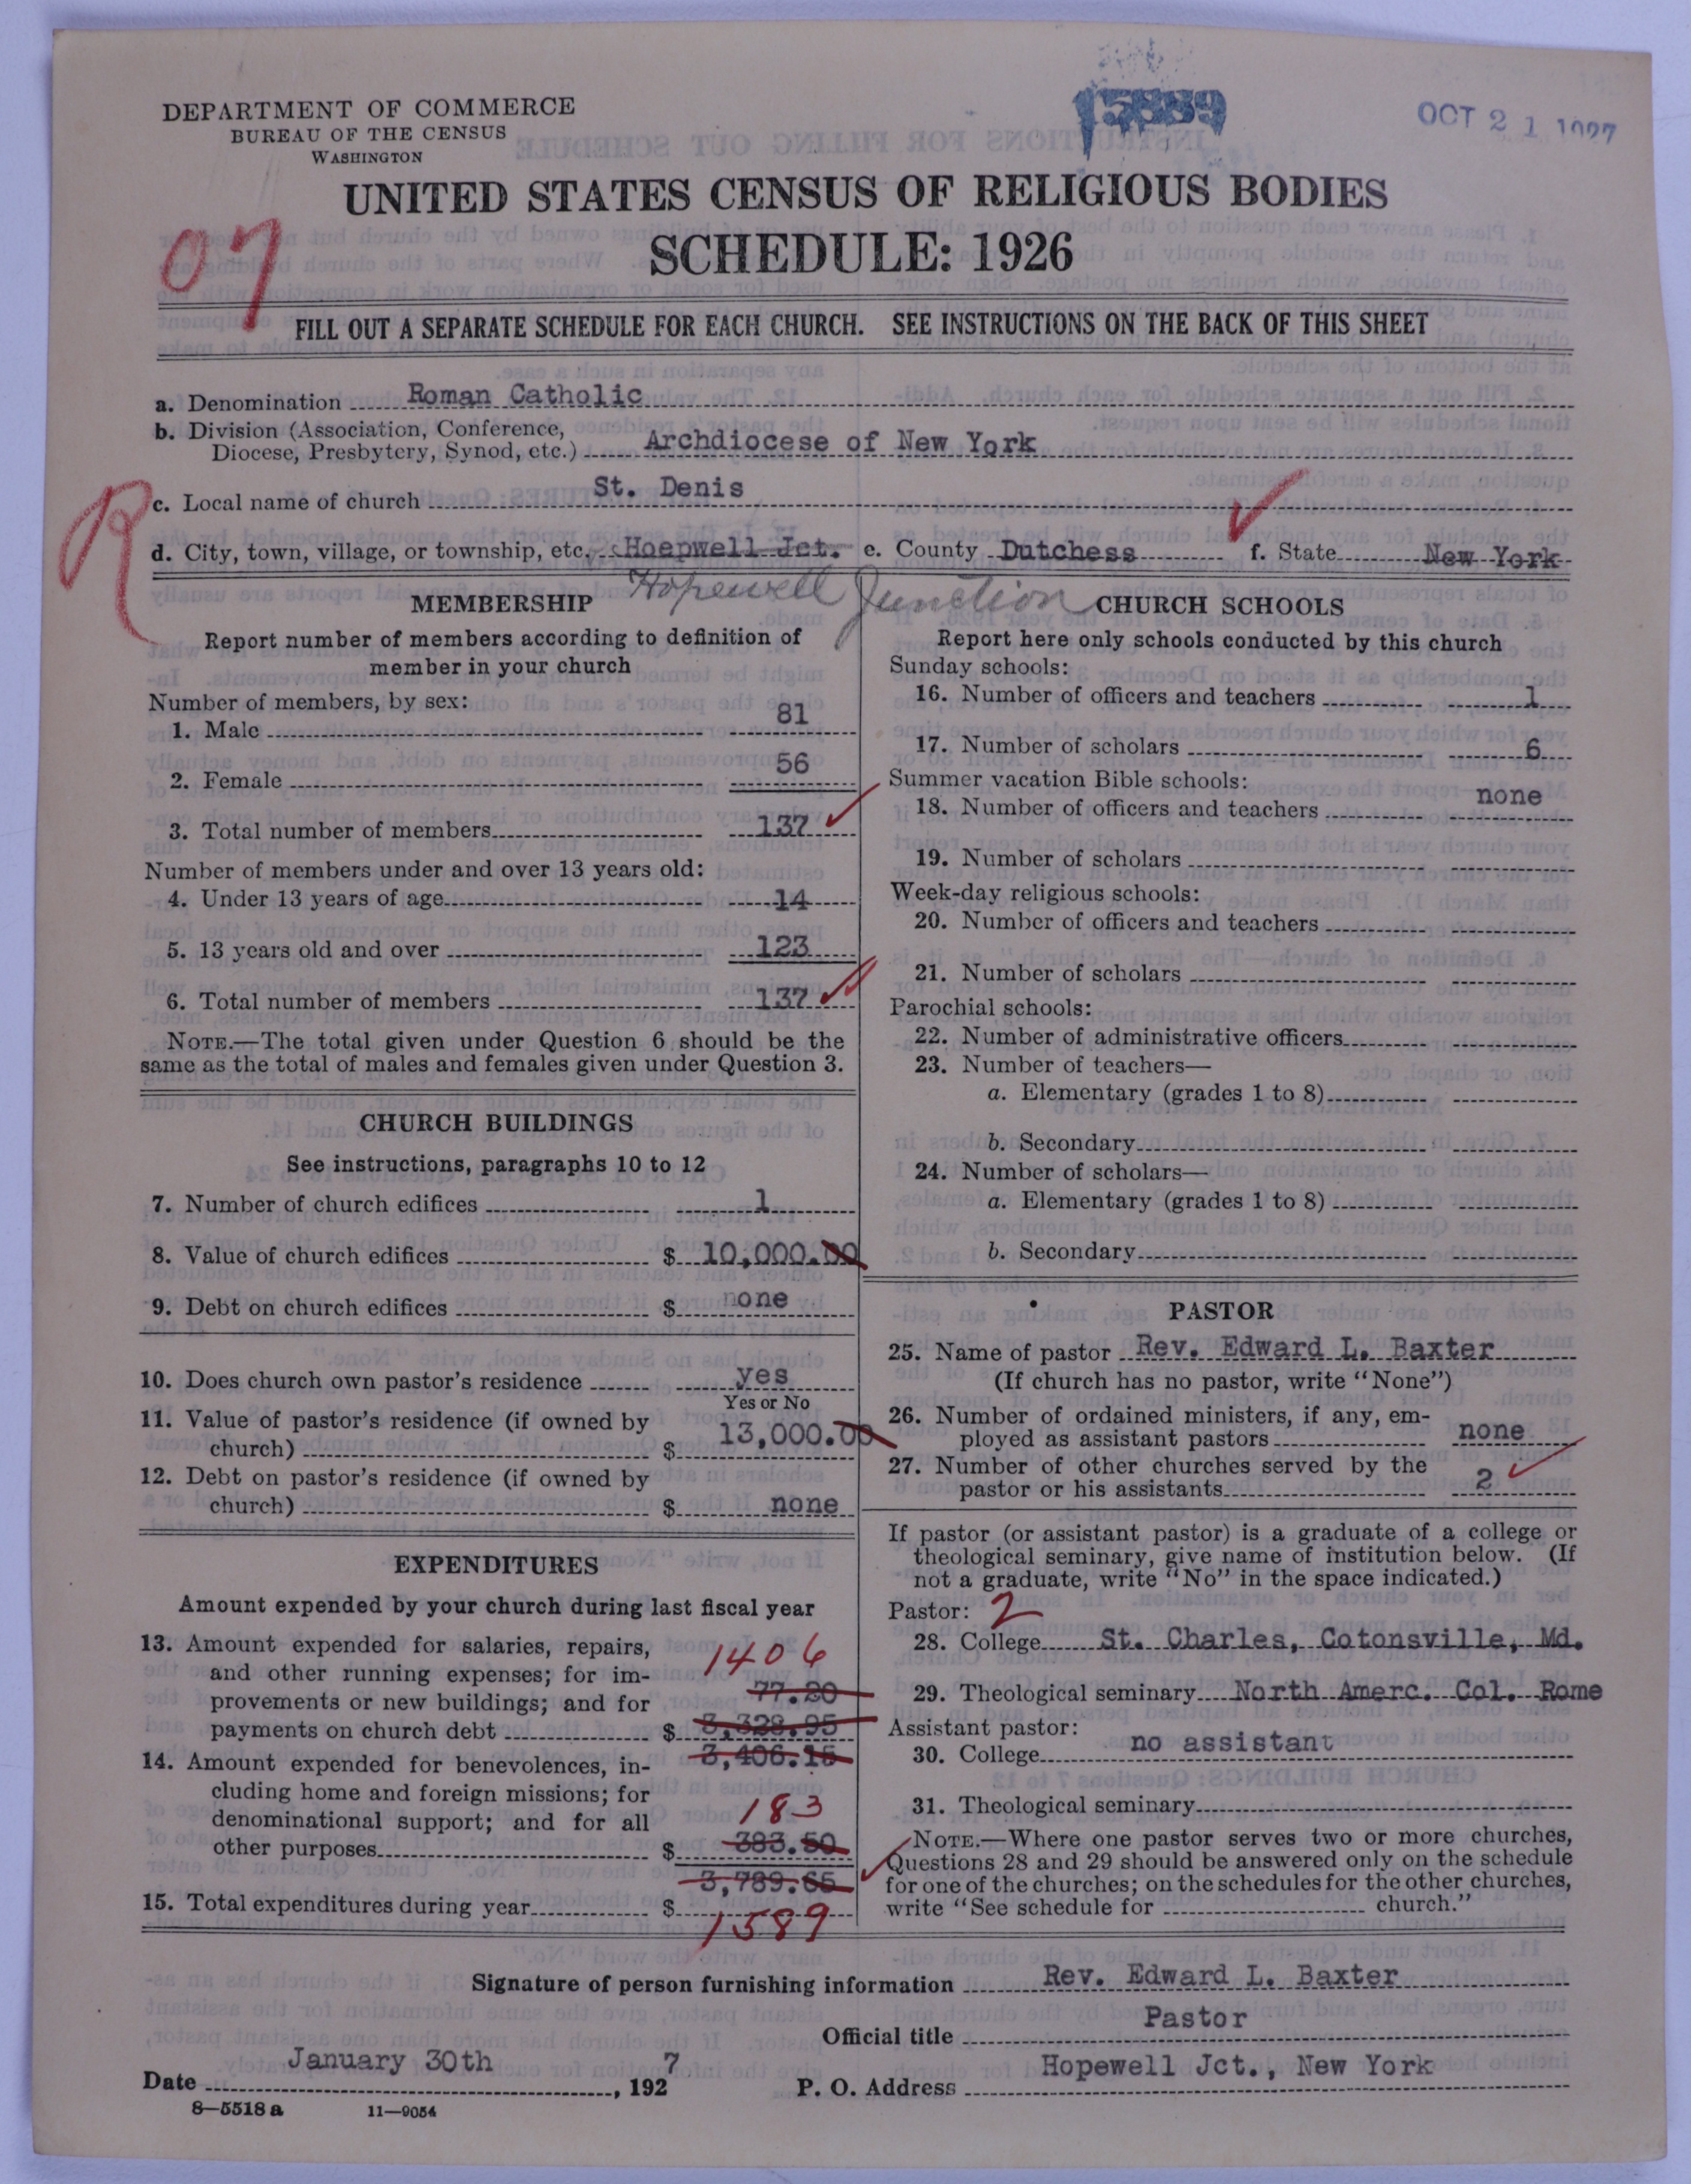 DEPARTMENT OF COMMERCE
BUREAU OF THE CENSUS
WASHINGTON
15889
OCT 21 1927
UNITED STATES CENSUS OF RELIGIOUS BODIES
SCHEDULE: 1926
07
FILL OUT A SEPARATE SCHEDULE FOR EACH CHURCH. SEE INSTRUCTIONS ON THE BACK OF THIS SHEET
a. Denomination Roman Catholic
b. Division (Association, Conference, Diocese, Presbytery, Synod, etc.) Archdiocese of New York
R
c. Local name of church St. Denis
d. City, town, village, or township, etc. Hoepwell Jct. e. County Dutchess f. State New York
Hopewell Junction
MEMBERSHIP
Report number of members according to definition of
member in your church
Number of members, by sex:
1. Male 81
2. Female 56
3. Total number of members 137
Number of members under and over 13 years old:
4. Under 13 years of age 14
5. 13 years old and over 123
6. Total number of members 137
NOTE.—The total given under Question 6 should be the
same as the total of males and females given under Question 3.
CHURCH BUILDINGS
See instructions, paragraphs 10 to 12
7. Number of church edifices 1
8. Value of church edifices $ 10,000.00
9. Debt on church edifices $ none
10. Does church own pastor's residence yes
Yes or No
11. Value of pastor's residence (if owned by
church) $ 13,000.00
12. Debt on pastor's residence (if owned by
church) $ none
EXPENDITURES
Amount expended by your church during last fiscal year
13. Amount expended for salaries, repairs, 1406
and other running expenses; for im-
provements or new buildings; and for 77.20
payments on church debt $ 3,328.95
3,406.15
14. Amount expended for benevolences, in-
cluding home and foreign missions; for
denominational support; and for all 183
other purposes $ 383.50
3,789.65
15. Total expenditures during year $ 1589
CHURCH SCHOOLS
Report here only schools conducted by this church
Sunday schools:
16. Number of officers and teachers 1
17. Number of scholars 6
Summer vacation Bible schools:
18. Number of officers and teachers none
19. Number of scholars
Week-day religious schools:
20. Number of officers and teachers
21. Number of scholars
Parochial schools:
22. Number of administrative officers
23. Number of teachers—
a. Elementary (grades 1 to 8)
b. Secondary
24. Number of scholars—
a. Elementary (grades 1 to 8)
b. Secondary
PASTOR
25. Name of pastor Rev. Edward L. Baxter
(If church has no pastor, write "None")
26. Number of ordained ministers, if any, em-
ployed as assistant pastors none
27. Number of other churches served by the
pastor or his assistants 2
If pastor (or assistant pastor) is a graduate of a college or
theological seminary, give name of institution below. (If
not a graduate, write "No" in the space indicated.)
Pastor: 2
28. College St. Charles, Cotonsville, Md.
29. Theological seminary North Amerc. Col. Rome
Assistant pastor:
30. College no assistant
31. Theological seminary
NOTE.—Where one pastor serves two or more churches,
Questions 28 and 29 should be answered only on the schedule
for one of the churches; on the schedules for the other churches,
write "See schedule for church."
Signature of person furnishing information Rev. Edward L. Baxter
Official title Pastor
Date January 30th, 1927
P. O. Address Hopewell Jct., New York
8—5518 a 11—9054